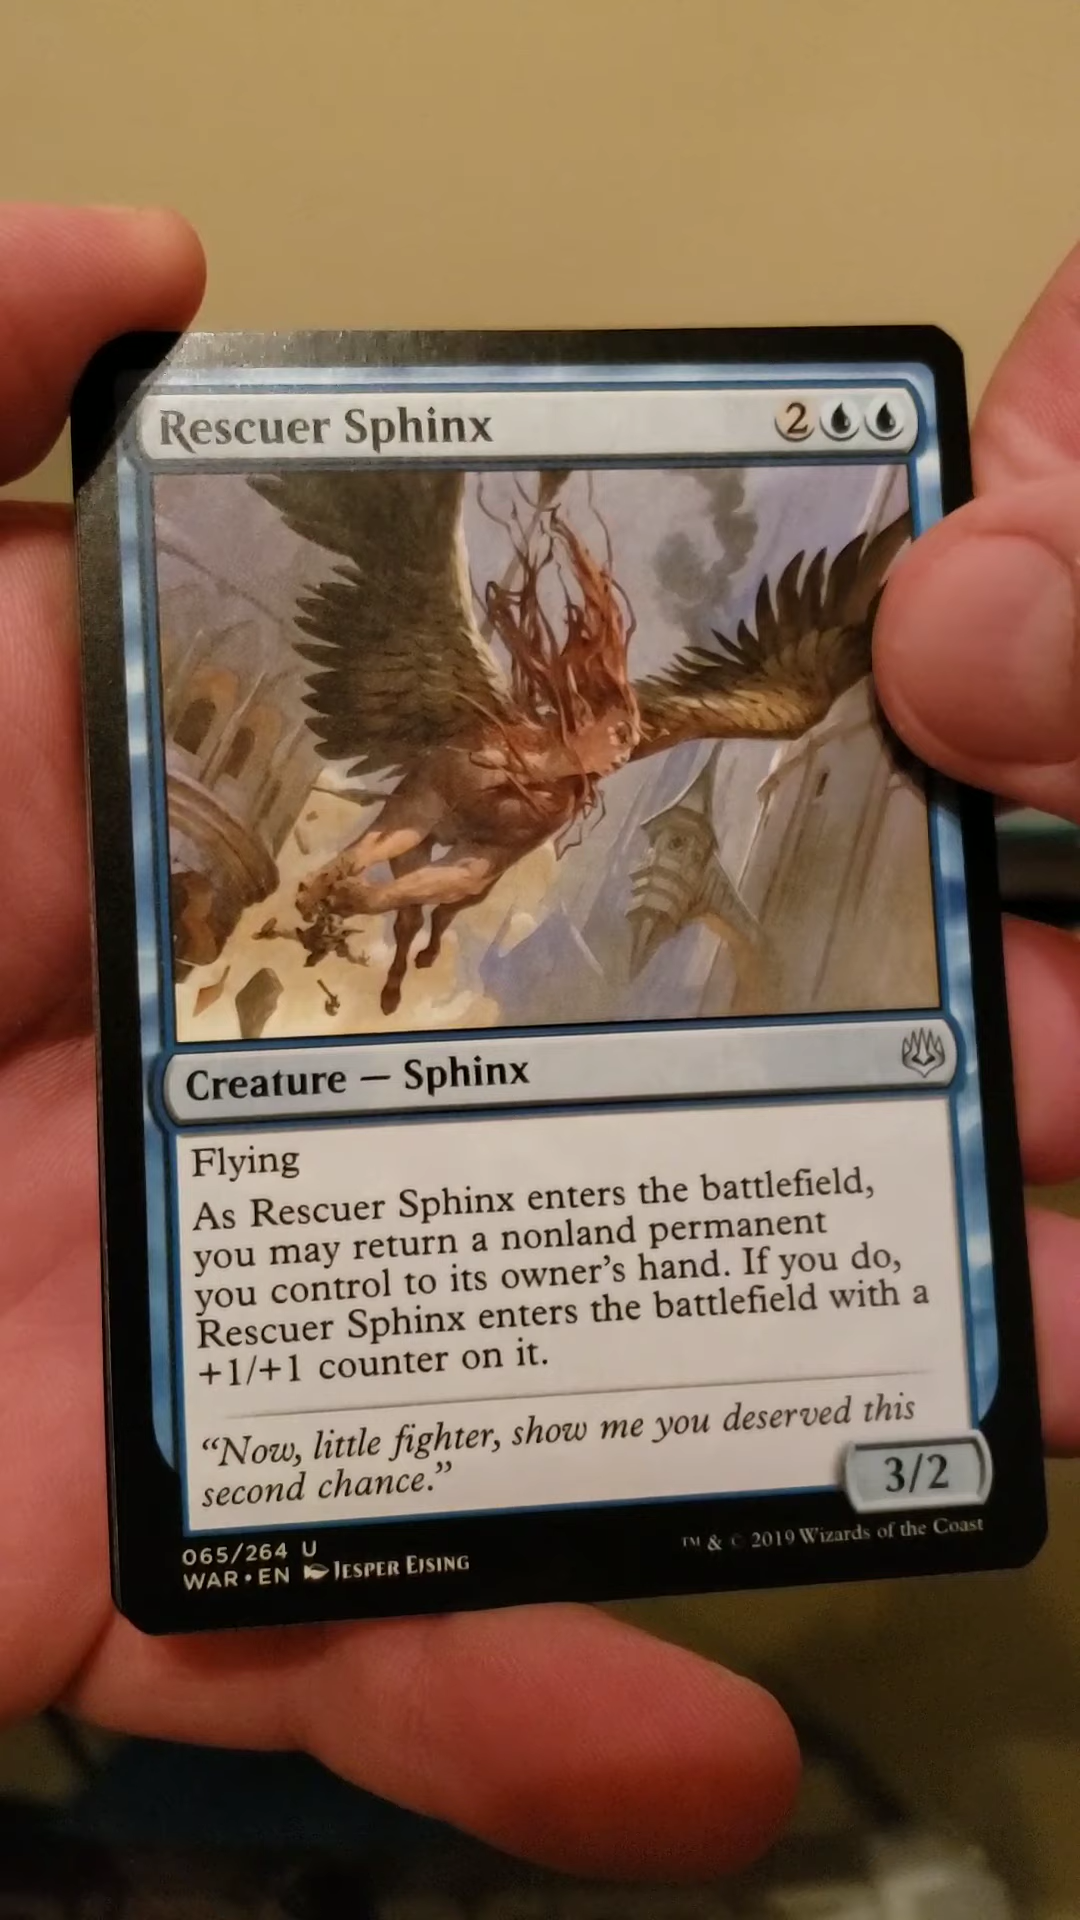 Rescuer Sphinx 2
Creature — Sphinx
Flying
As Rescuer Sphinx enters the battlefield,
you may return a nonland permanent
you control to its owner's hand. If you do,
Rescuer Sphinx enters the battlefield with a
+1/+1 counter on it.
“Now, little fighter, show me you deserved this
second chance.”
3/2
065/264 U
WAR • EN JESPER EJSING
™ & © 2019 Wizards of the Coast